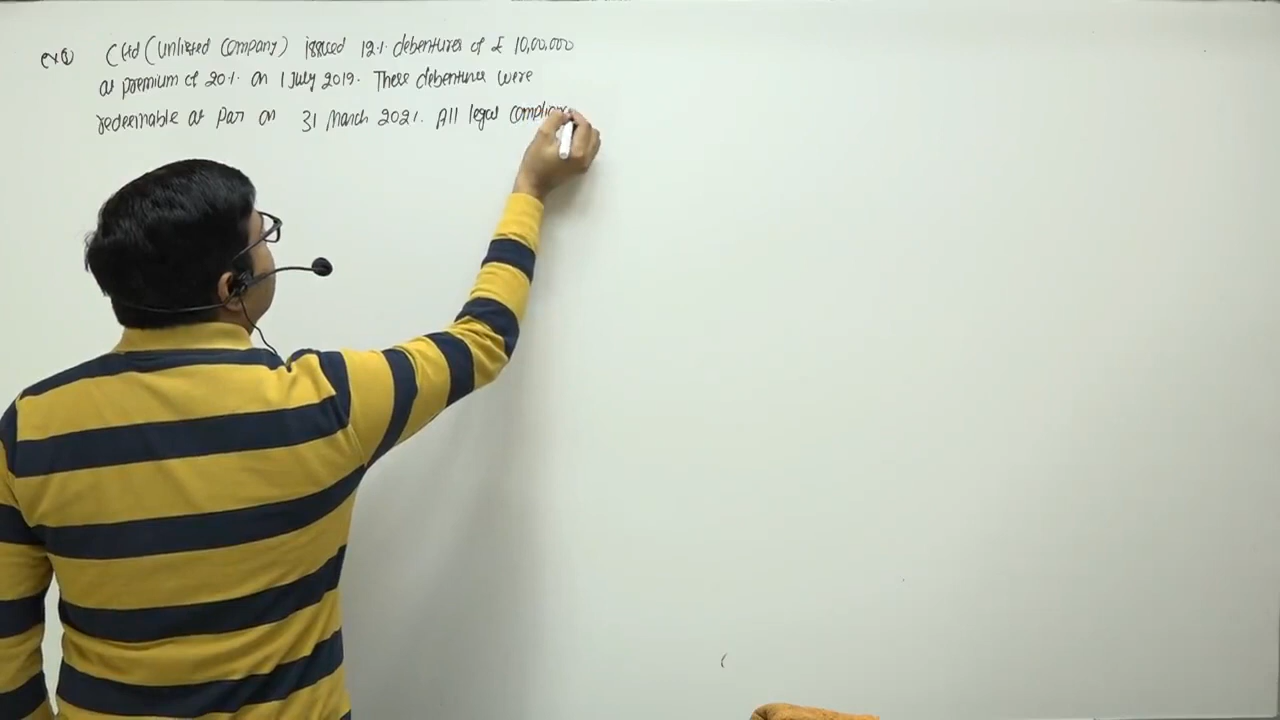 ex① C Ltd (unlisted company) issued 12% debentures of £ 10,00,000
at premium of 20% on 1 July 2019. These debentures were
redeemable at par on 31 March 2021. All legal